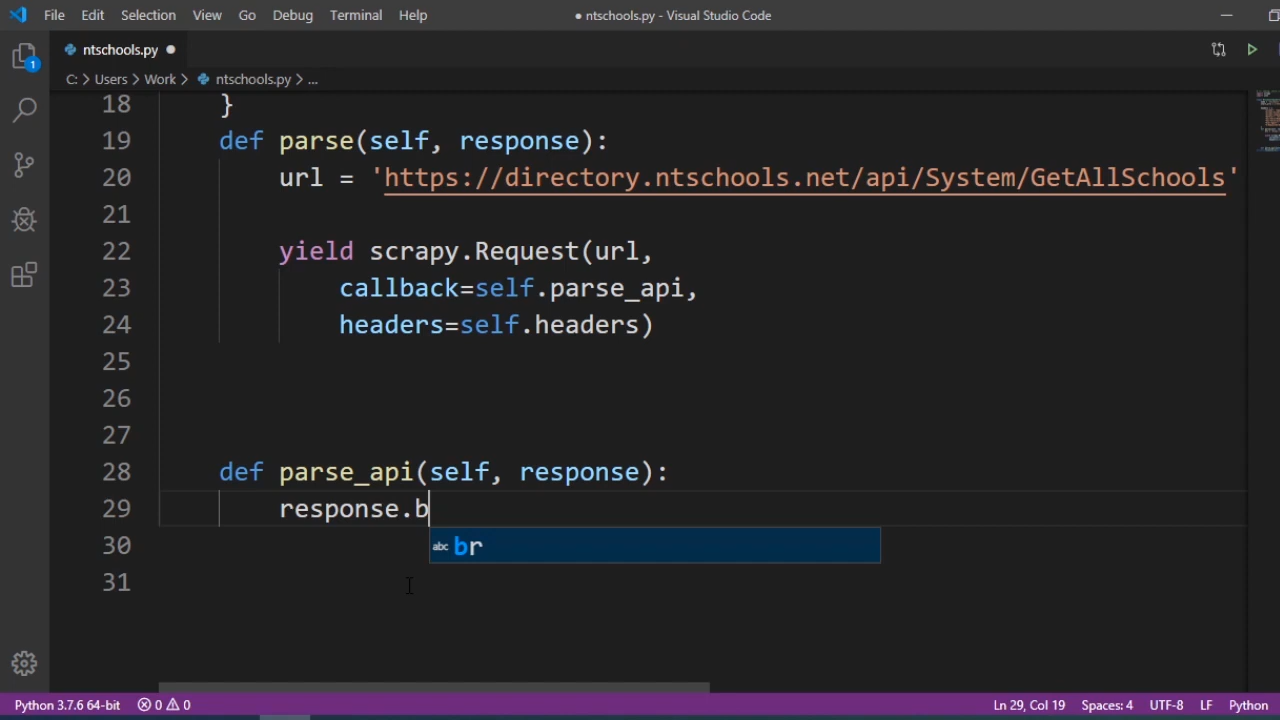 File Edit Selection View Go Debug Terminal Help ● ntschools.py - Visual Studio Code
ntschools.py ●
C: > Users > Work > ntschools.py > ...
1
18 }
19 def parse(self, response):
20 url = 'https://directory.ntschools.net/api/System/GetAllSchools'
21
22 yield scrapy.Request(url,
23 callback=self.parse_api,
24 headers=self.headers)
25
26
27
28 def parse_api(self, response):
29 response.b
abc br
30
31
Python 3.7.6 64-bit 0 0 Ln 29, Col 19 Spaces: 4 UTF-8 LF Python